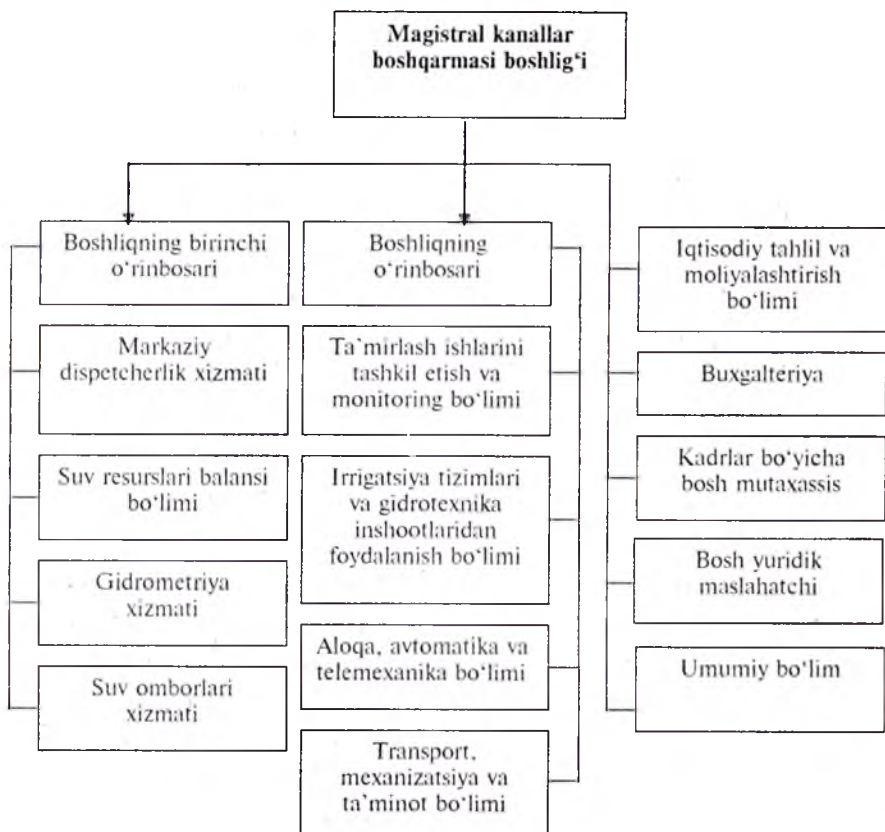 Magistral kanallar
boshqarmasi boshlig‘i
Boshliqning birinchi
o‘rinbosari
Markaziy
dispetcherlik xizmati
Suv resurslari balansi
bo‘limi
Gidrometriya
xizmati
Suv omborlari
xizmati
Boshliqning
o‘rinbosari
Ta`mirlash ishlarini
tashkil etish va
monitoring bo‘limi
Irrigatsiya tizimlari
va gidrotexnika
inshootlaridan
foydalanish bo‘limi
Aloqa, avtomatika va
telemexanika bo‘limi
Transport,
mexanizatsiya va
ta`minot bo‘limi
Iqtisodiy tahlil va
moliyalashtirish
bo‘limi
Buxgalteriya
Kadrlar bo‘yicha
bosh mutaxassis
Bosh yuridik
maslahatchi
Umumiy bo‘lim